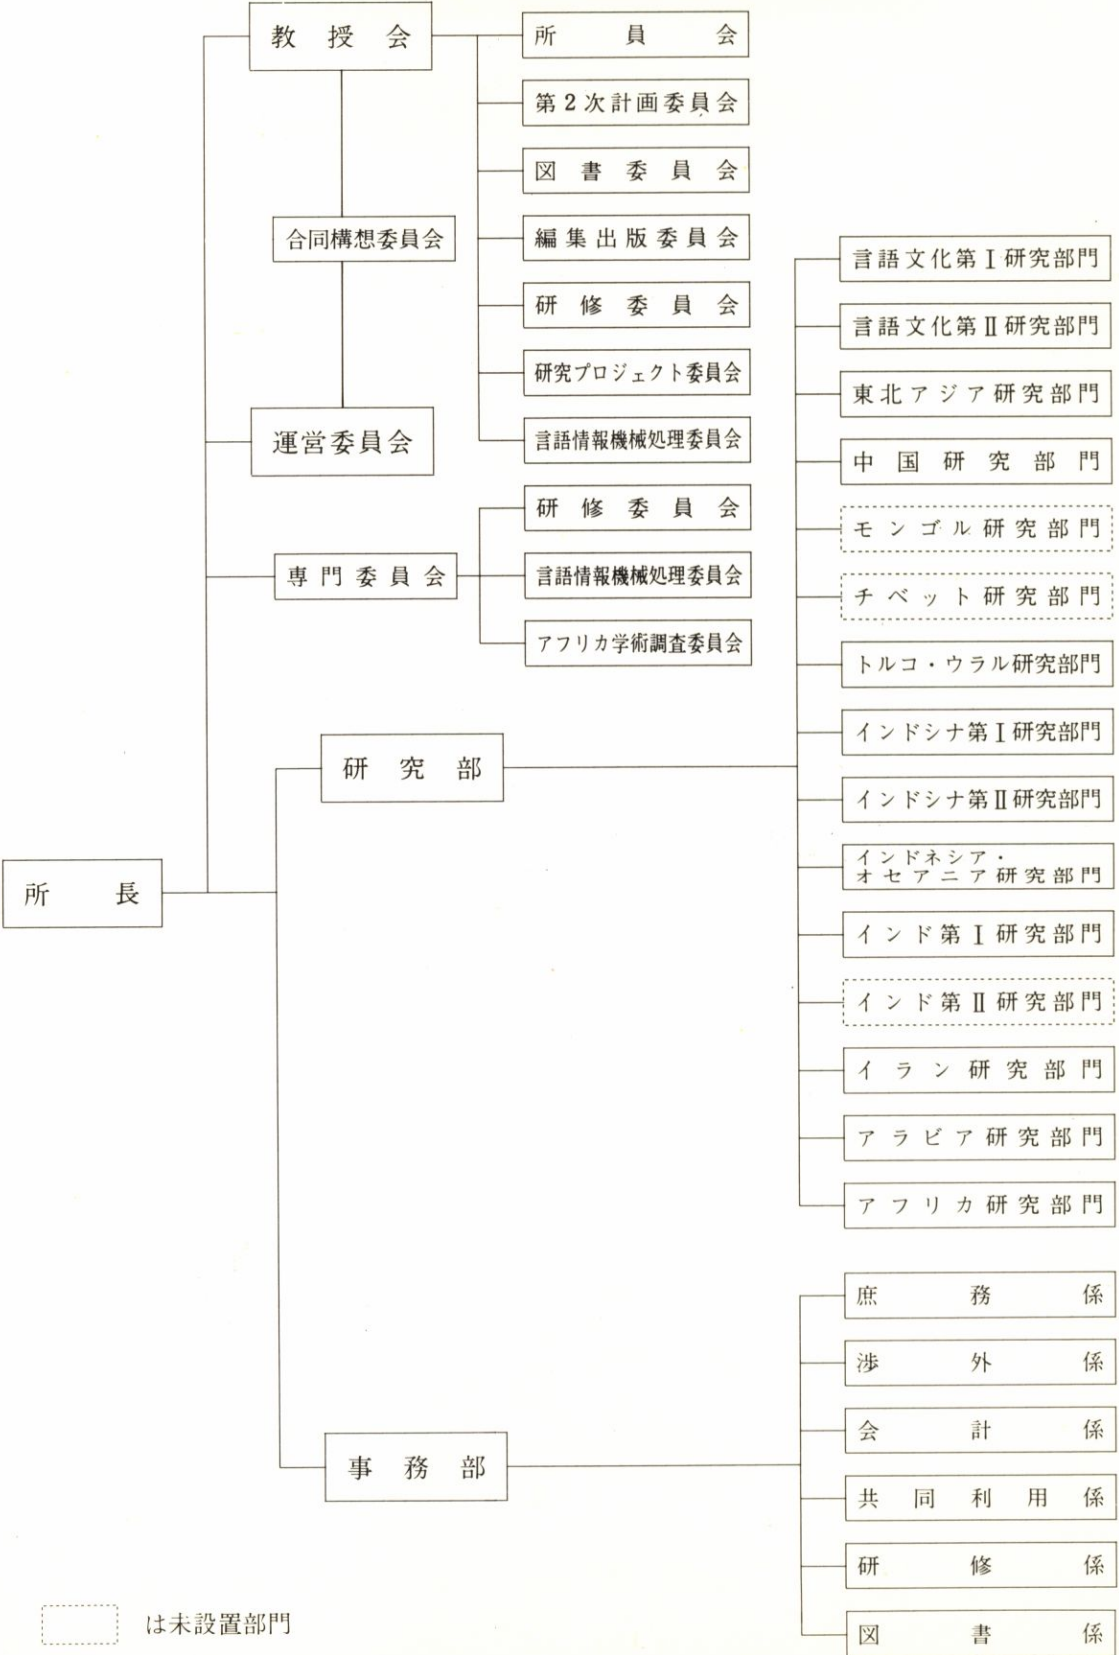 教授会
所員会
第2次計画委員会
図書委員会
合同構想委員会
編集出版委員会
研修委員会
研究プロジェクト委員会
運営委員会
言語情報機械処理委員会
専門委員会
研修委員会
言語情報機械処理委員会
アフリカ学術調査委員会
研究部
言語文化第Ⅰ研究部門
言語文化第Ⅱ研究部門
東北アジア研究部門
中国研究部門
モンゴル研究部門
チベット研究部門
トルコ・ウラル研究部門
インドシナ第Ⅰ研究部門
インドシナ第Ⅱ研究部門
インドネシア・
オセアニア研究部門
インド第Ⅰ研究部門
インド第Ⅱ研究部門
イラン研究部門
アラビア研究部門
アフリカ研究部門
所長
事務部
庶務係
渉外係
会計係
共同利用係
研修係
図書係
は未設置部門